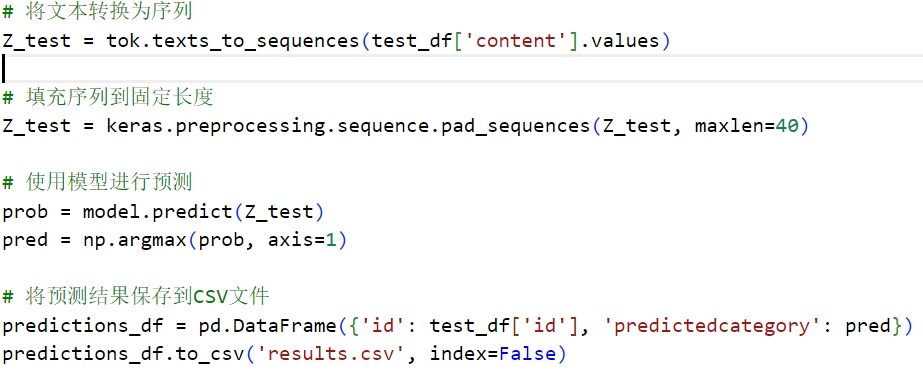 # 将文本转换为序列
Z_test = tok.texts_to_sequences(test_df['content'].values)
# 填充序列到固定长度
Z_test = keras.preprocessing.sequence.pad_sequences(Z_test, maxlen=40)
# 使用模型进行预测
prob = model.predict(Z_test)
pred = np.argmax(prob, axis=1)
# 将预测结果保存到CSV文件
predictions_df = pd.DataFrame({'id': test_df['id'], 'predictedcategory': pred})
predictions_df.to_csv('results.csv', index=False)